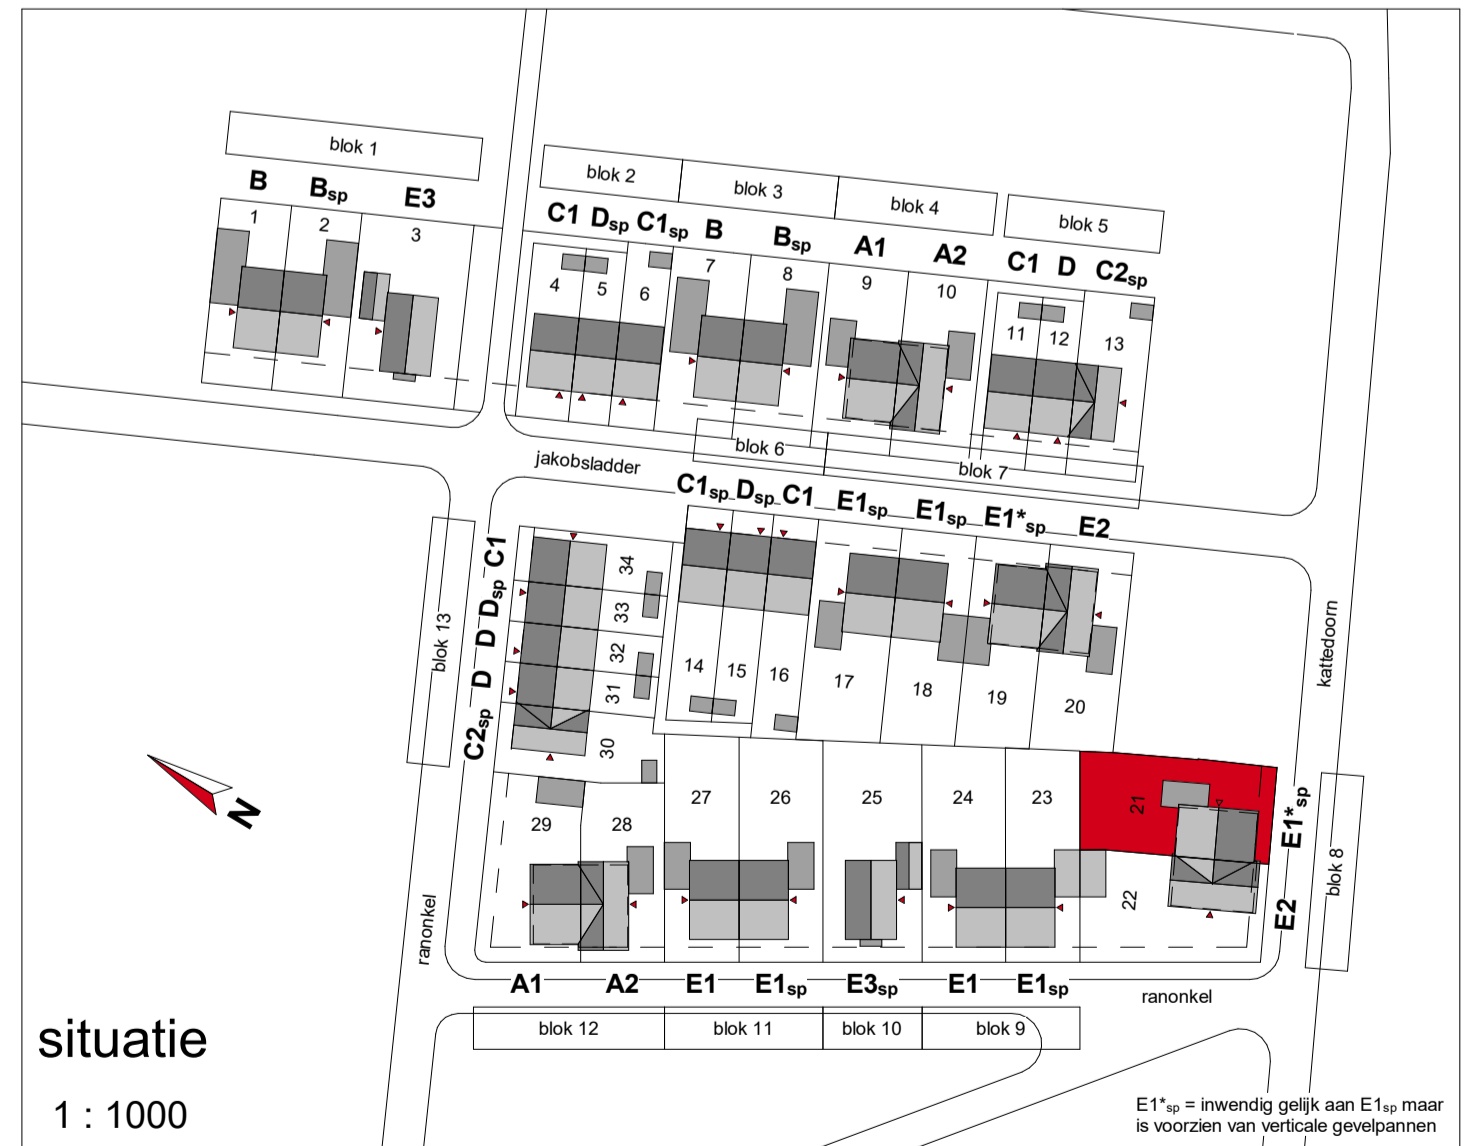 blok 1
B Bsp E3
1 2 3
blok 2 blok 3 blok 4 blok 5
C1 Dsp C1sp B Bsp A1 A2 C1 D C2sp
4 5 6 7 8 9 10 11 12 13
jakobsladder
blok 6 blok 7
C1sp Dsp C1 E1sp E1sp E1*sp E2
14 15 16 17 18 19 20
blok 13
C1 Dsp D D C2sp
34
33
32
31
30
kattedoorn
29 28 27 26 25 24 23 21
22
E1*sp
E2
blok 8
N
ranonkel
A1 A2 E1 E1sp E3sp E1 E1sp
ranonkel
blok 12 blok 11 blok 10 blok 9
situatie
1 : 1000
E1*sp = inwendig gelijk aan E1sp maar
is voorzien van verticale gevelpannen